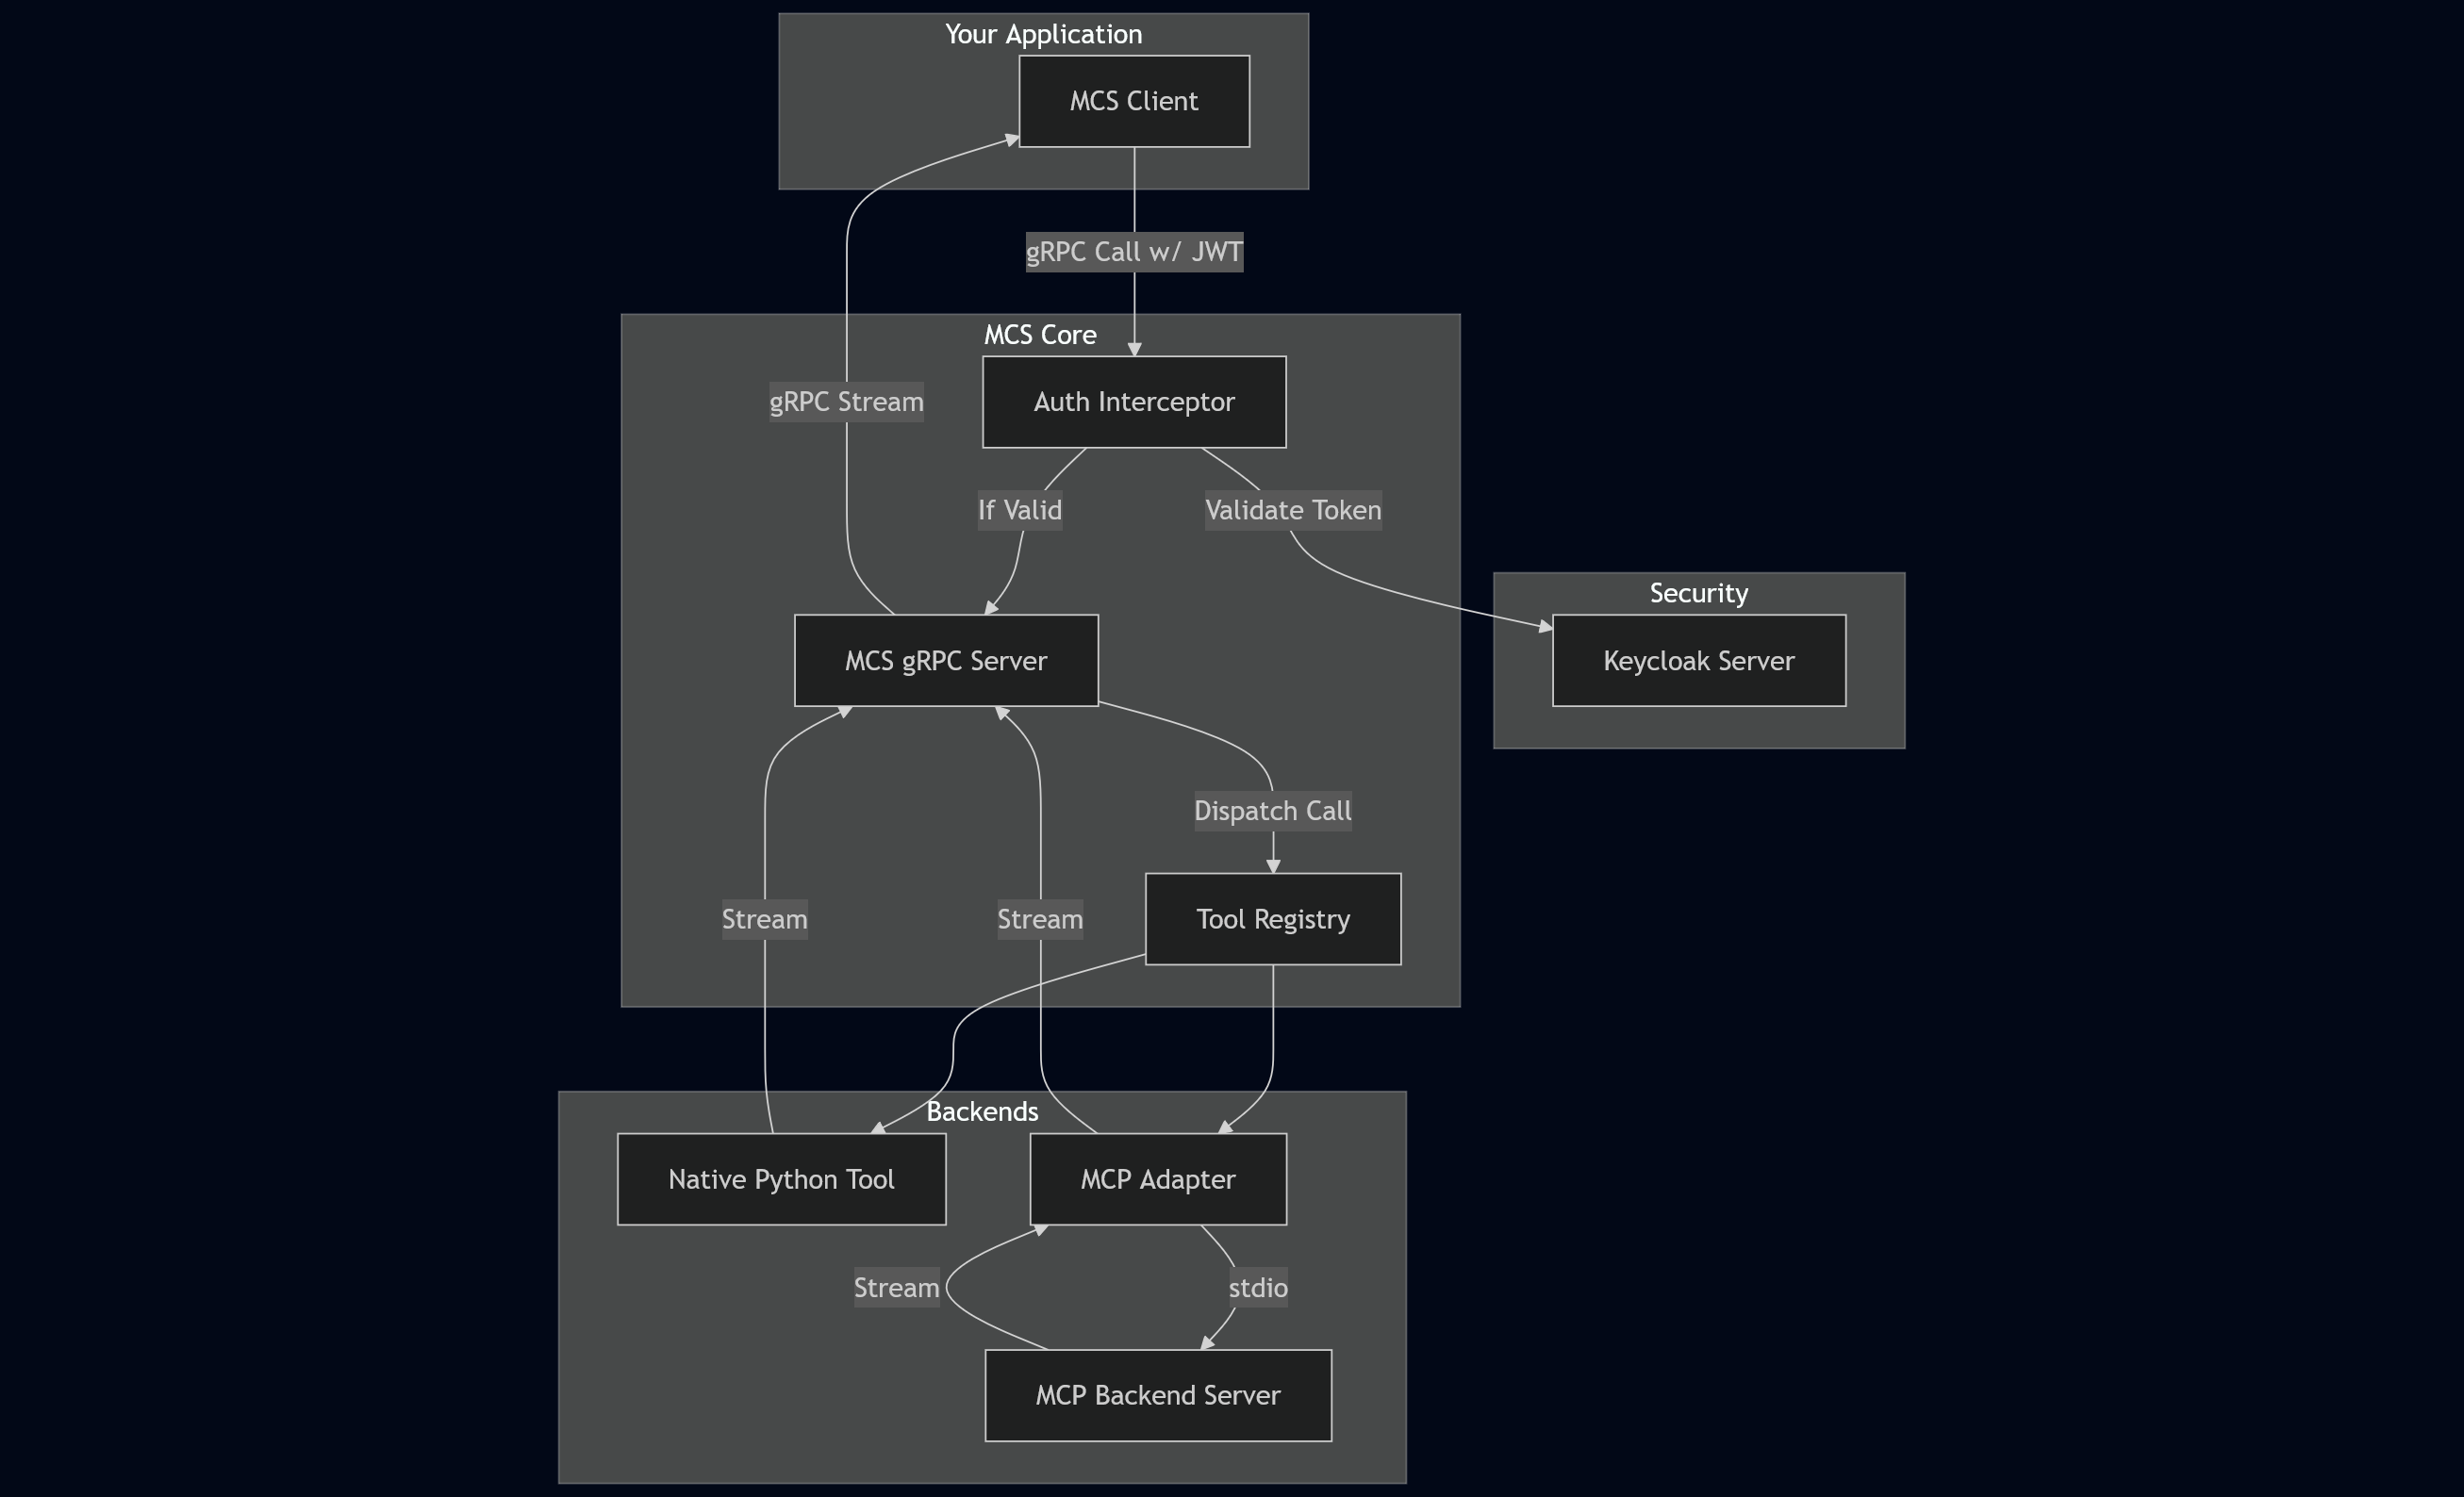 Your Application
MCS Client
gRPC Call w/ JWT
MCS Core
gRPC Stream
Auth Interceptor
If Valid
Validate Token
Security
MCS gRPC Server
Keycloak Server
Dispatch Call
Stream
Stream
Tool Registry
Backends
Native Python Tool
MCP Adapter
Stream
stdio
MCP Backend Server